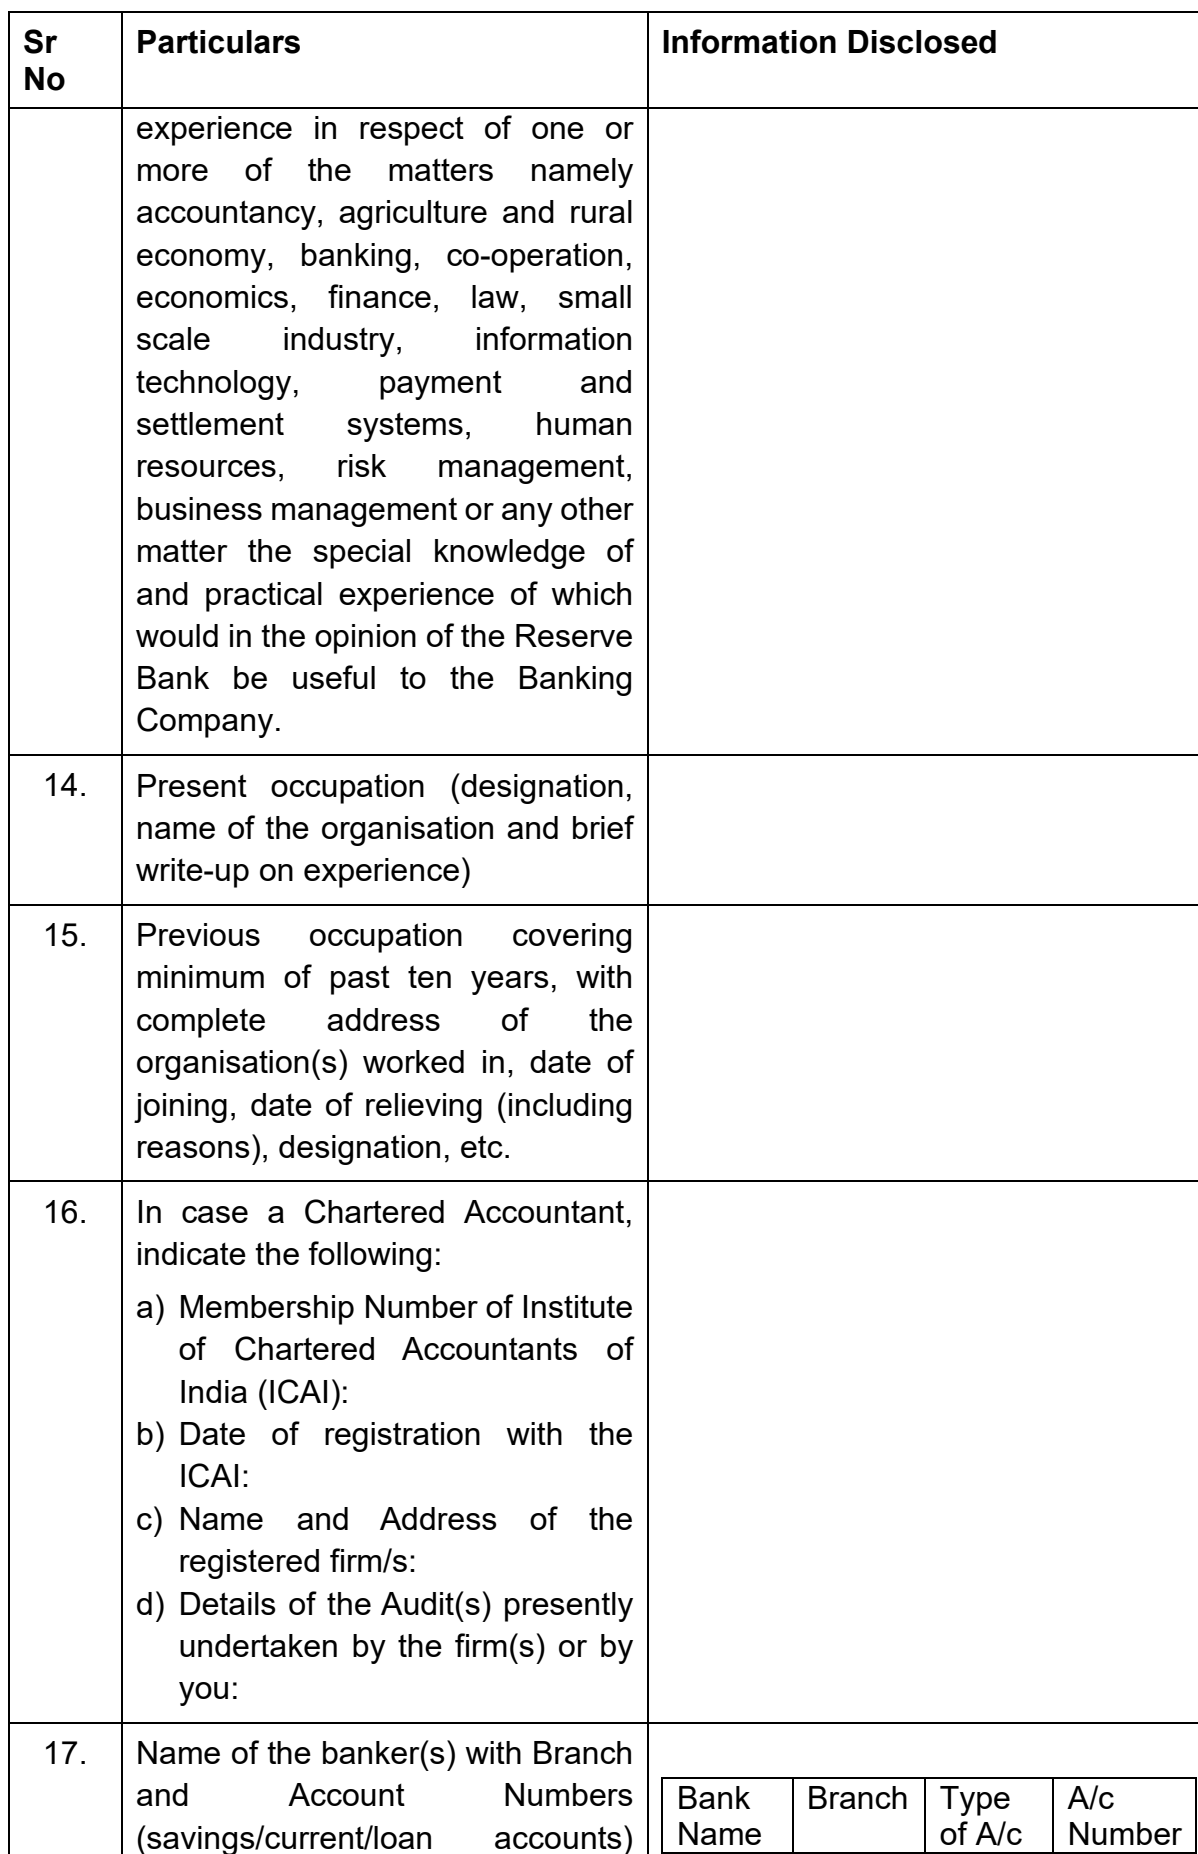 Sr No Particulars Information Disclosed
experience in respect of one or
more of the matters namely
accountancy, agriculture and rural
economy, banking, co-operation,
economics, finance, law, small
scale industry, information
technology, payment and
settlement systems, human
resources, risk management,
business management or any other
matter the special knowledge of
and practical experience of which
would in the opinion of the Reserve
Bank be useful to the Banking
Company.
14. Present occupation (designation,
name of the organisation and brief
write-up on experience)
15. Previous occupation covering
minimum of past ten years, with
complete address of the
organisation(s) worked in, date of
joining, date of relieving (including
reasons), designation, etc.
16. In case a Chartered Accountant,
indicate the following:
a) Membership Number of Institute
of Chartered Accountants of
India (ICAI):
b) Date of registration with the
ICAI:
c) Name and Address of the
registered firm/s:
d) Details of the Audit(s) presently
undertaken by the firm(s) or by
you:
17. Name of the banker(s) with Branch
and Account Numbers
(savings/current/loan accounts)
Bank Name Branch Type of A/c A/c Number